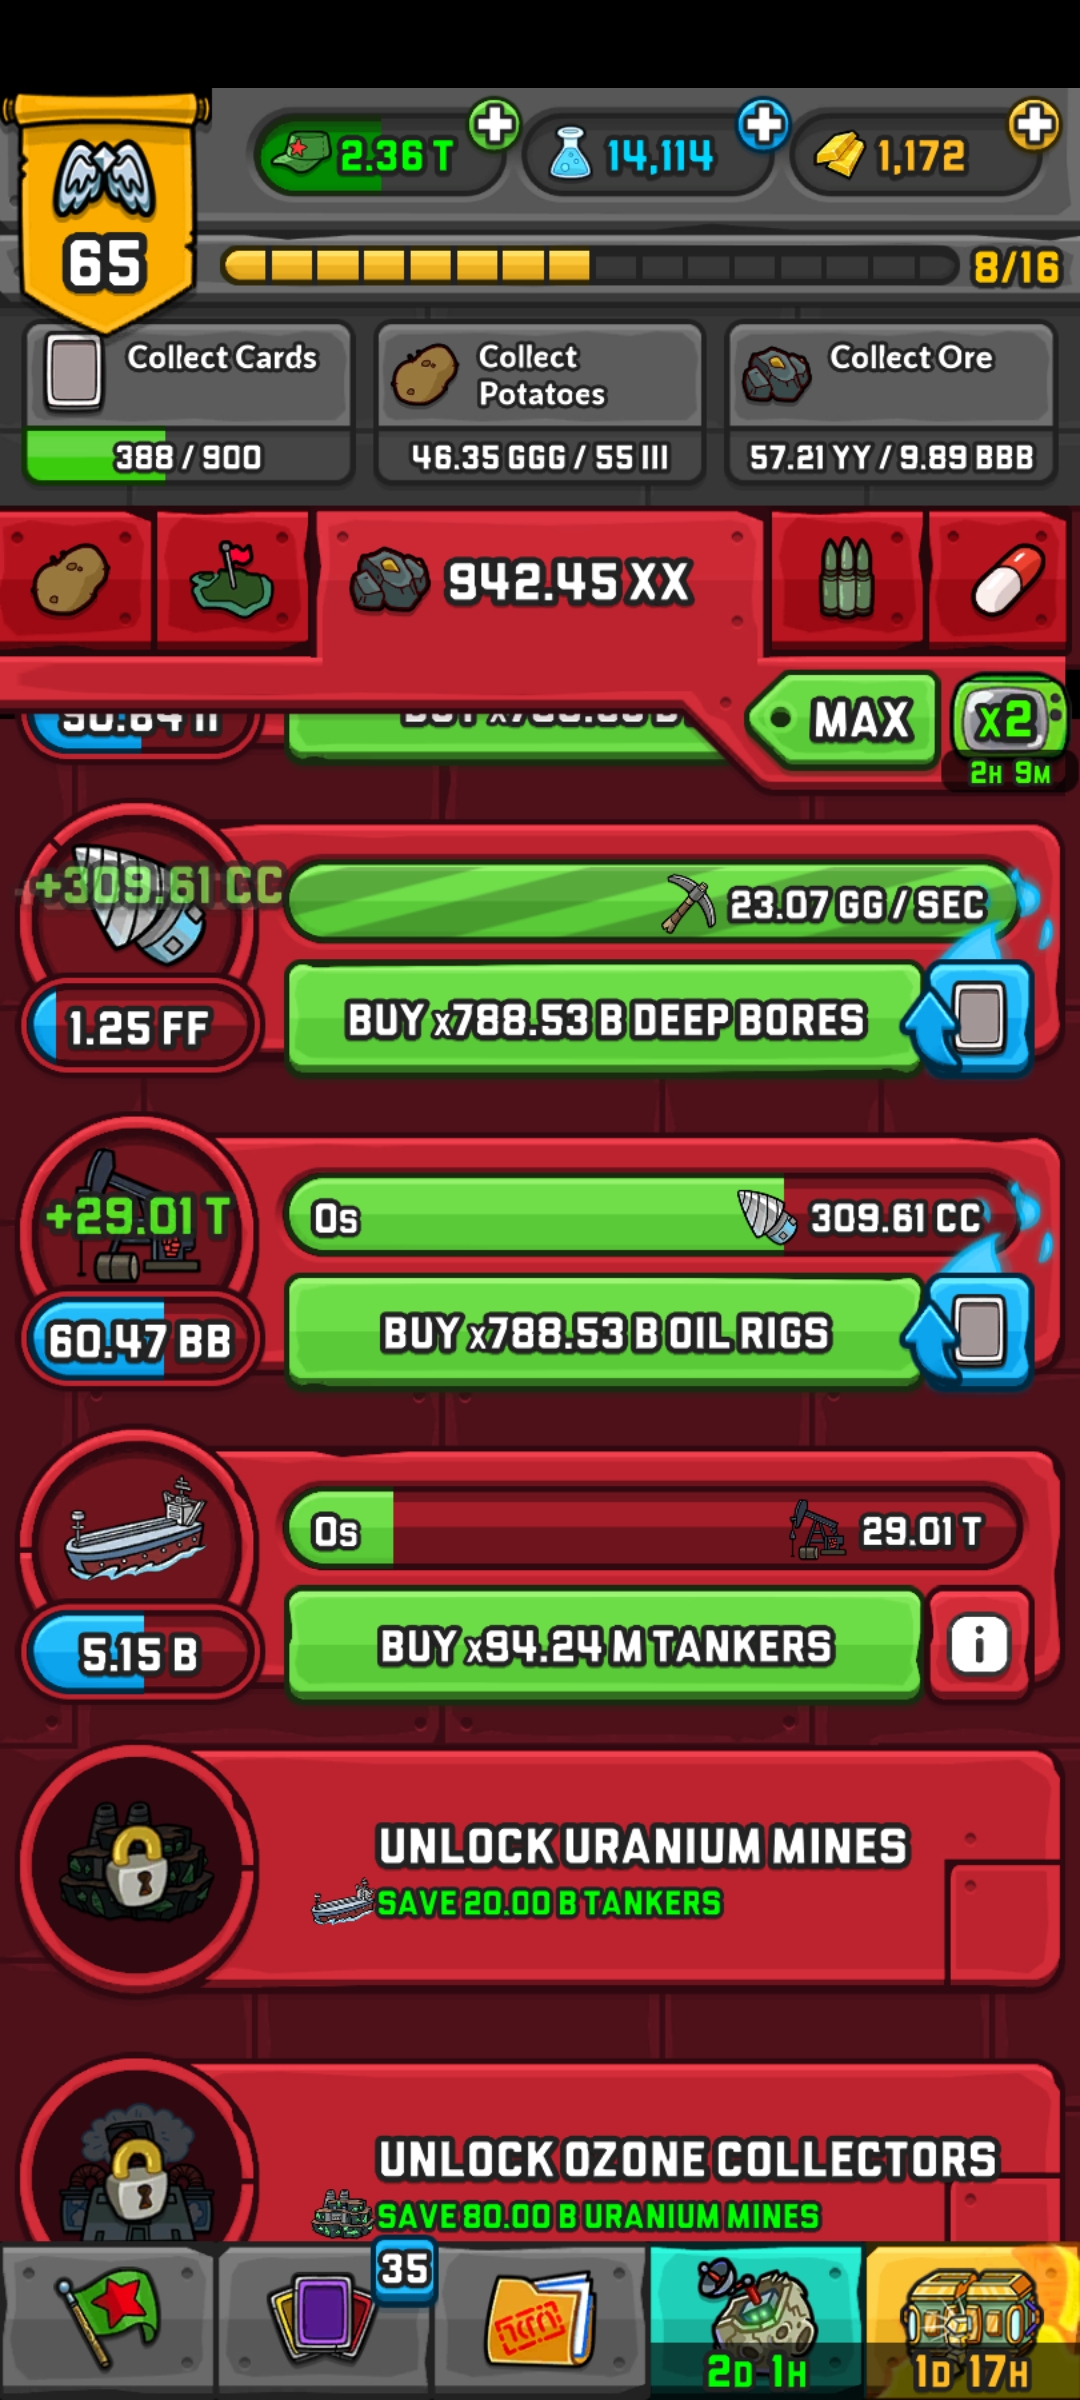 2.36 T
14,114
1,172
65
8/16
Collect Cards
388 / 900
Collect
Potatoes
46.35 GGG / 55 III
Collect Ore
57.21 YY / 9.89 BBB
942.45 XX
MAX
x2
2H 9M
+309.61 CC
23.07 GG / SEC
1.25 FF
BUY x788.53 B DEEP BORES
+29.01 T
0s
309.61 CC
60.47 BB
BUY x788.53 B OIL RIGS
0s
29.01 T
5.15 B
BUY x94.24 M TANKERS
i
UNLOCK URANIUM MINES
SAVE 20.00 B TANKERS
UNLOCK OZONE COLLECTORS
SAVE 80.00 B URANIUM MINES
35
2D 1H
1D 17H